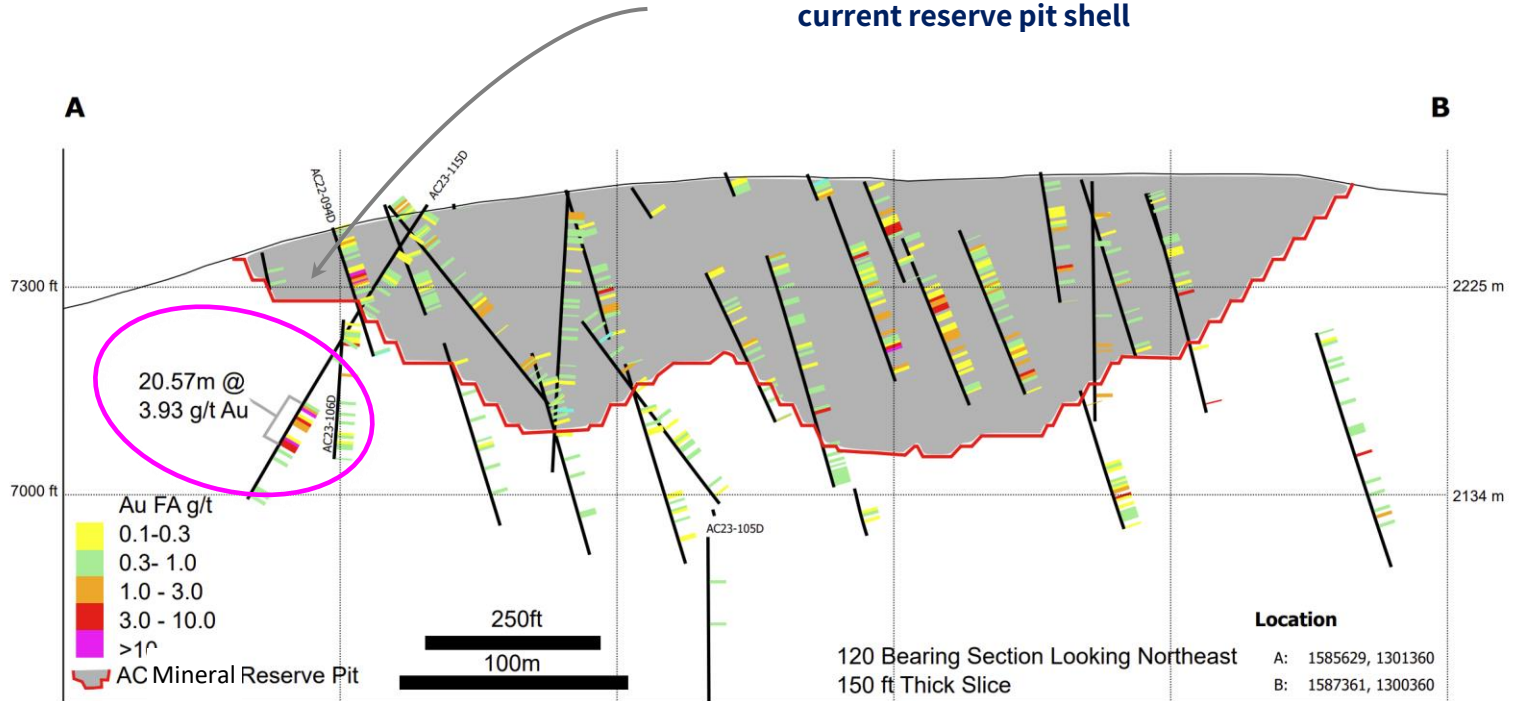 current reserve pit shell
A
B
AC22-094D
AC23-115D
7300 ft
2225 m
20.57m @
3.93 g/t Au
AC23-106D
7000 ft
2134 m
Au FA g/t
0.1-0.3
0.3- 1.0
1.0 - 3.0
3.0 - 10.0
AC Mineral Reserve Pit
AC23-105D
250ft
100m
120 Bearing Section Looking Northeast
150 ft Thick Slice
Location
A: 1585629, 1301360
B: 1587361, 1300360